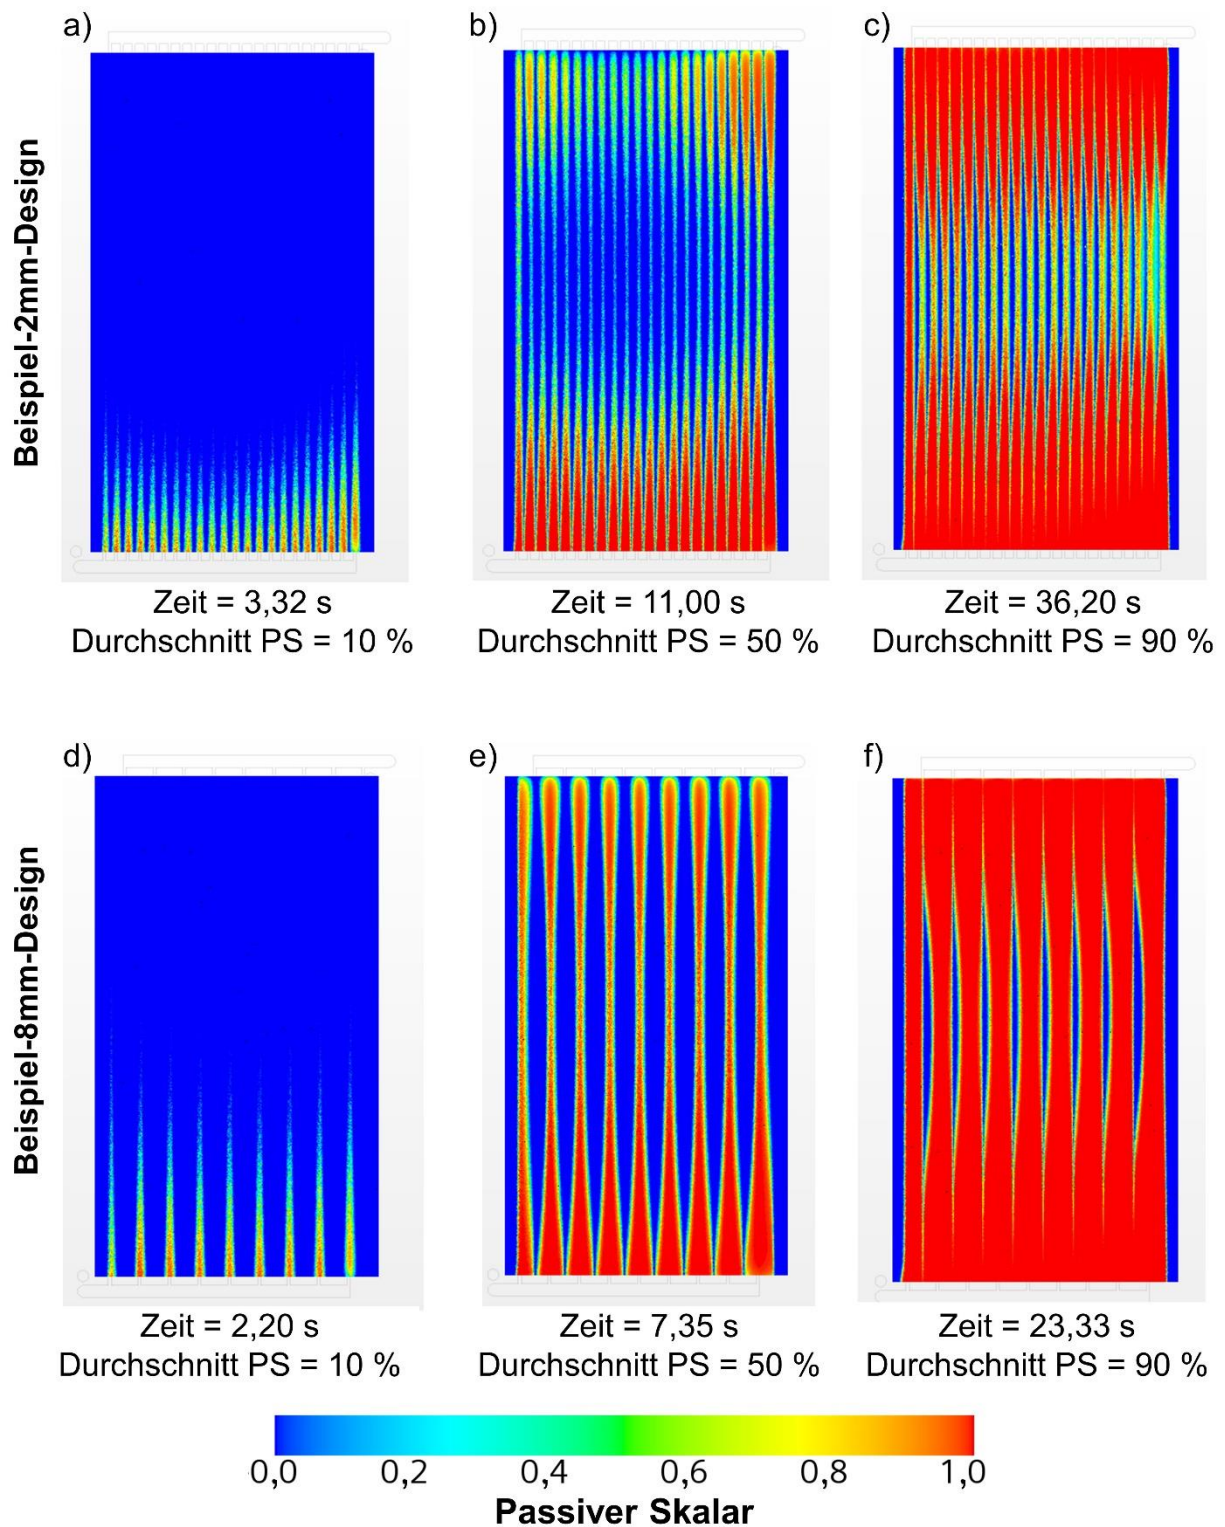 a)
b)
c)
Beispiel-2mm-Design
Zeit = 3,32 s
Durchschnitt PS = 10 %
Zeit = 11,00 s
Durchschnitt PS = 50 %
Zeit = 36,20 s
Durchschnitt PS = 90 %
d)
e)
f)
Beispiel-8mm-Design
Zeit = 2,20 s
Durchschnitt PS = 10 %
Zeit = 7,35 s
Durchschnitt PS = 50 %
Zeit = 23,33 s
Durchschnitt PS = 90 %
0,0 0,2 0,4 0,6 0,8 1,0
Passiver Skalar